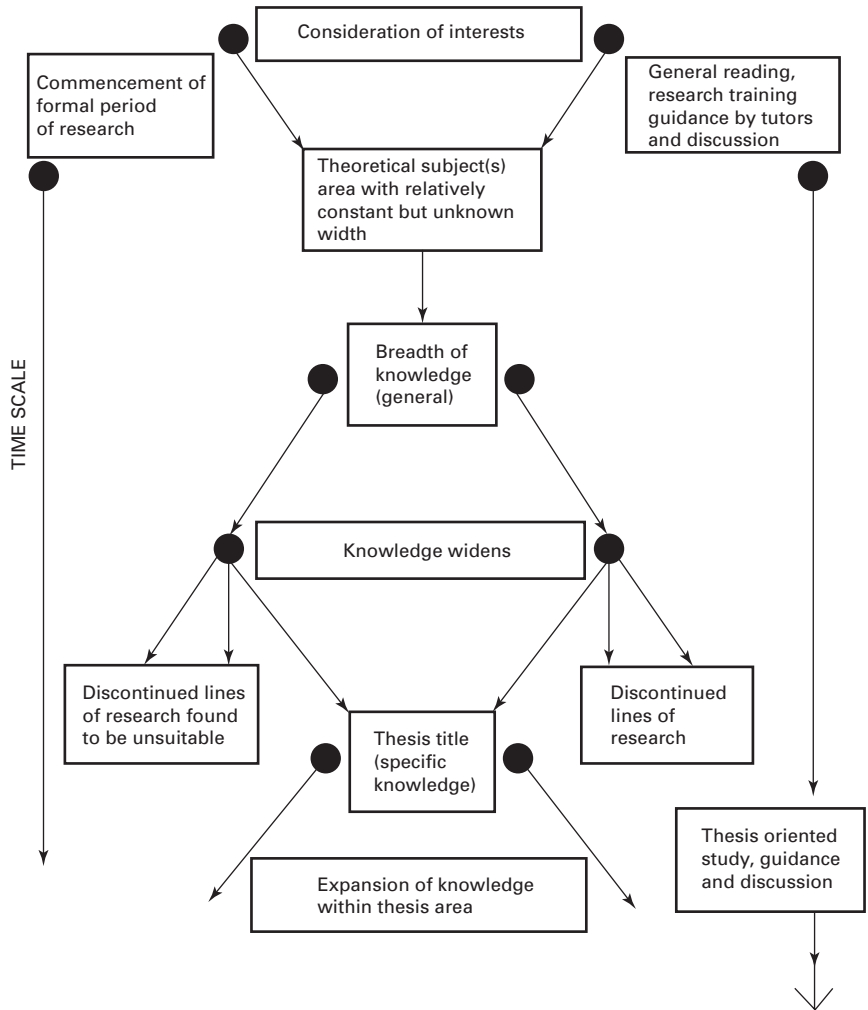 Consideration of interests
Commencement of
formal period
of research
General reading,
research training
guidance by tutors
and discussion
Theoretical subject(s)
area with relatively
constant but unknown
width
Breadth of
knowledge
(general)
TIME SCALE
Knowledge widens
Discontinued lines
of research found
to be unsuitable
Discontinued
lines of
research
Thesis title
(specific
knowledge)
Thesis oriented
study, guidance
and discussion
Expansion of knowledge
within thesis area